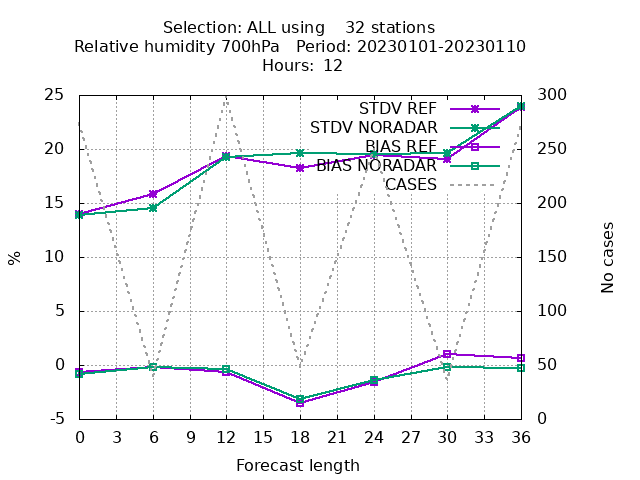 Selection: ALL using    32 stations
Relative humidity 700hPa   Period: 20230101-20230110
Hours:  12
25
20
15
10
5
0
-5
%
STDV REF
STDV NORADAR
BIAS REF
BIAS NORADAR
CASES
300
250
200
150
100
50
0
No cases
0 3 6 9 12 15 18 21 24 27 30 33 36
Forecast length